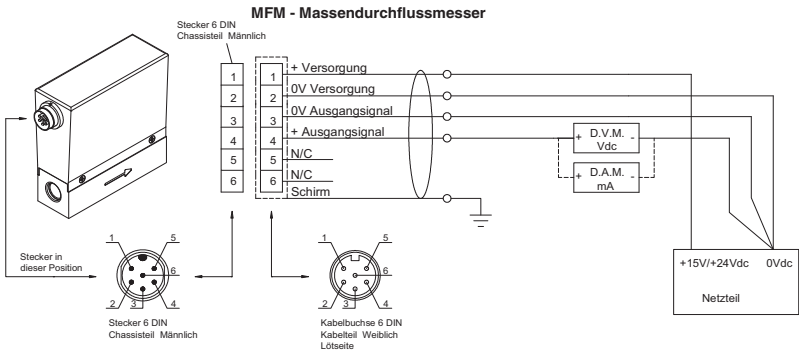 MFM - Massendurchflussmesser
Stecker 6 DIN
Chassisteil Männlich
1
2
3
4
5
6
1
2
3
4
5
6
+ Versorgung
0V Versorgung
0V Ausgangsignal
+ Ausgangsignal
N/C
N/C
Schirm
+ D.V.M. -
Vdc
+ D.A.M. -
mA
+15V/+24Vdc 0Vdc
Netzteil
Stecker in
dieser Position
1 5
6
2 3 4
Stecker 6 DIN
Chassisteil Männlich
1 5
6
2 3 4
Kabelbuchse 6 DIN
Kabelteil Weiblich
Lötseite